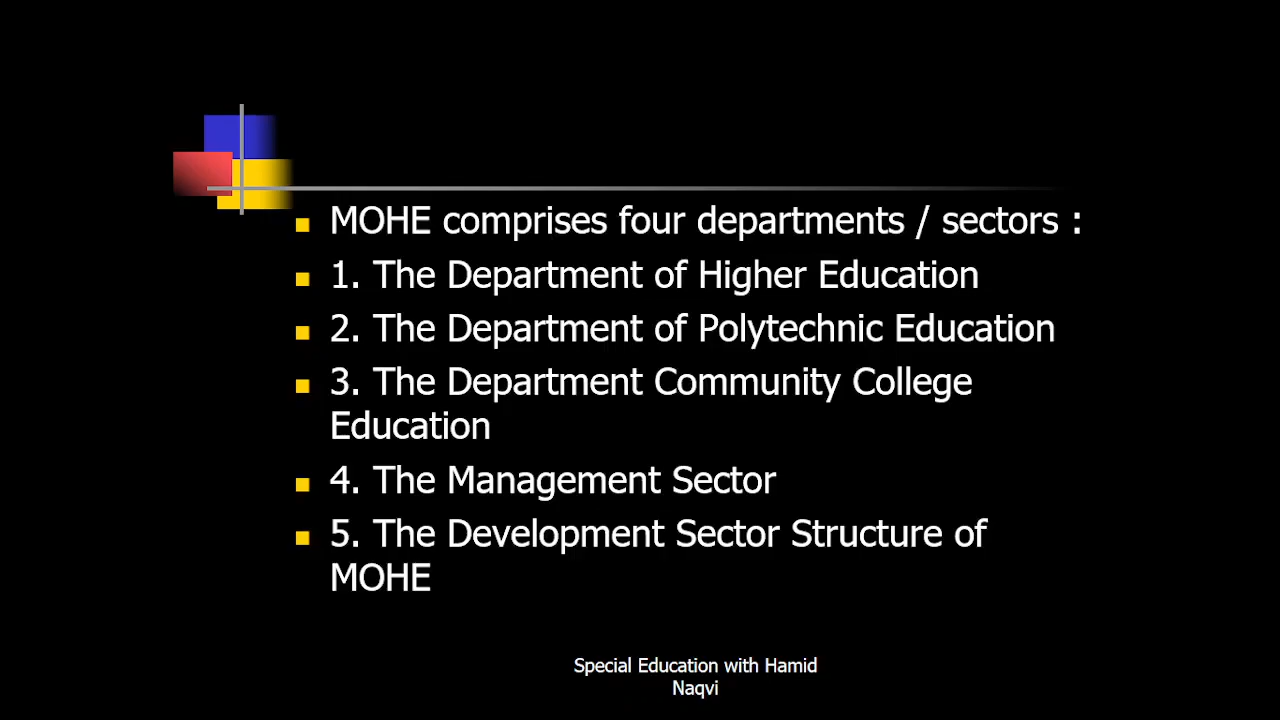 MOHE comprises four departments / sectors :
1. The Department of Higher Education
2. The Department of Polytechnic Education
3. The Department Community College
Education
4. The Management Sector
5. The Development Sector Structure of
MOHE
Special Education with Hamid
Naqvi